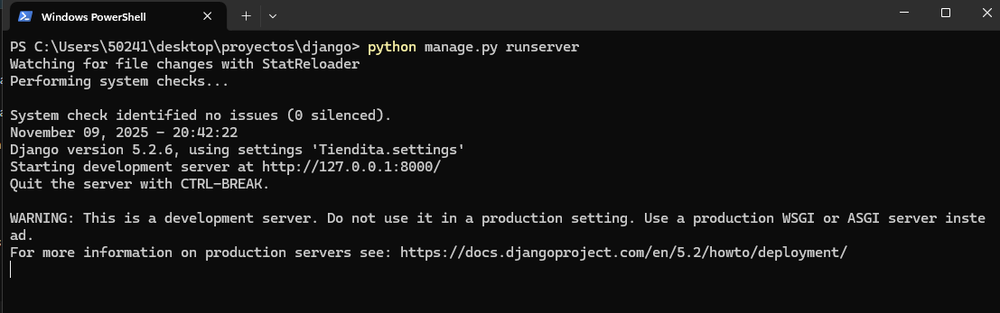 Windows PowerShell
PS C:\Users\50241\desktop\proyectos\django> python manage.py runserver
Watching for file changes with StatReloader
Performing system checks...
System check identified no issues (0 silenced).
November 09, 2025 - 20:42:22
Django version 5.2.6, using settings 'Tiendita.settings'
Starting development server at http://127.0.0.1:8000/
Quit the server with CTRL-BREAK.
WARNING: This is a development server. Do not use it in a production setting. Use a production WSGI or ASGI server inste
ad.
For more information on production servers see: https://docs.djangoproject.com/en/5.2/howto/deployment/